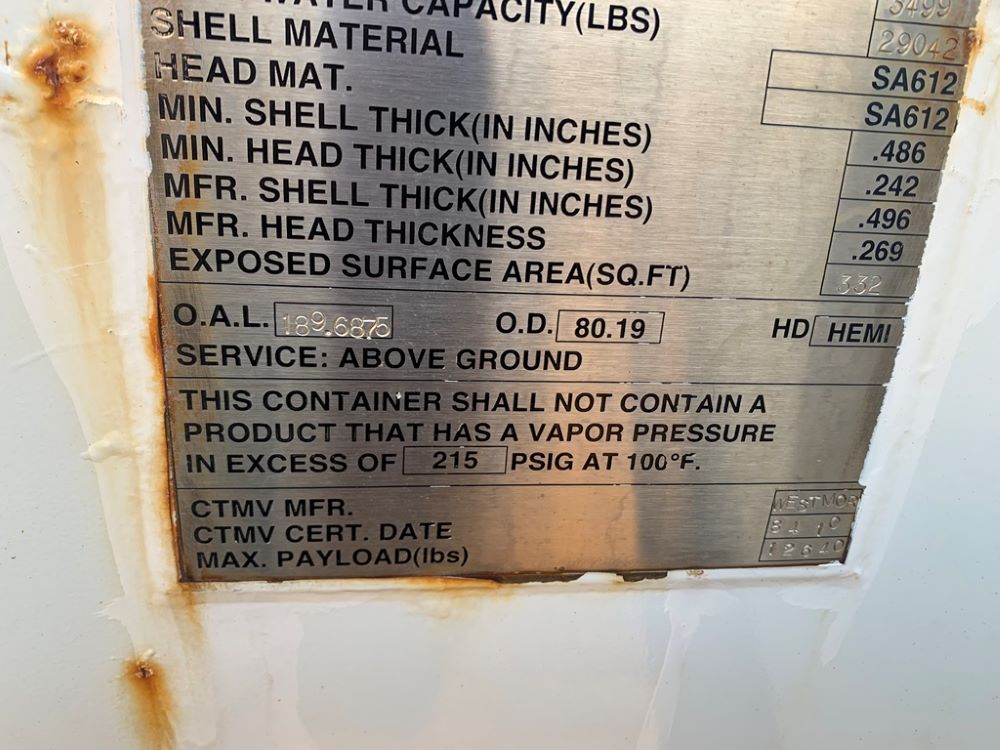 3499
WATER CAPACITY(LBS) 29042
SHELL MATERIAL SA612
HEAD MAT. SA612
MIN. SHELL THICK(IN INCHES) .486
MIN. HEAD THICK(IN INCHES) .242
MFR. SHELL THICK(IN INCHES) .496
MFR. HEAD THICKNESS .269
EXPOSED SURFACE AREA(SQ.FT) 332
O.A.L. 189.6875 O.D. 80.19 HD HEMI
SERVICE: ABOVE GROUND
THIS CONTAINER SHALL NOT CONTAIN A
PRODUCT THAT HAS A VAPOR PRESSURE
IN EXCESS OF 215 PSIG AT 100°F.
CTMV MFR. WESTMOR
CTMV CERT. DATE
MAX. PAYLOAD(lbs)